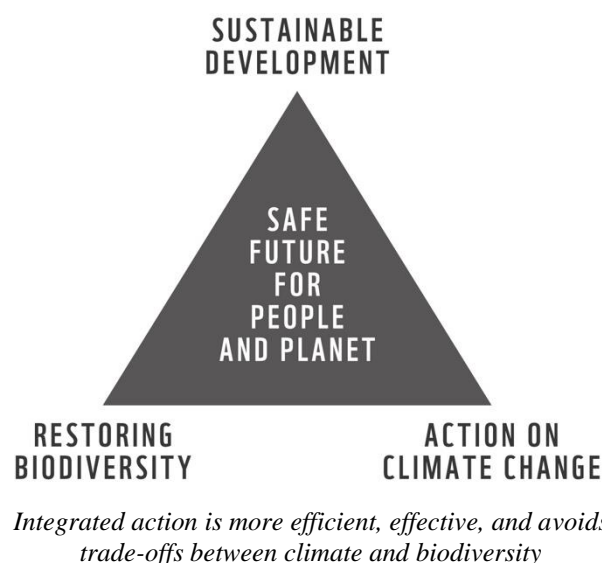 SUSTAINABLE
DEVELOPMENT
SAFE
FUTURE
FOR
PEOPLE
AND PLANET
RESTORING
BIODIVERSITY
ACTION ON
CLIMATE CHANGE
Integrated action is more efficient, effective, and avoids
trade-offs between climate and biodiversity